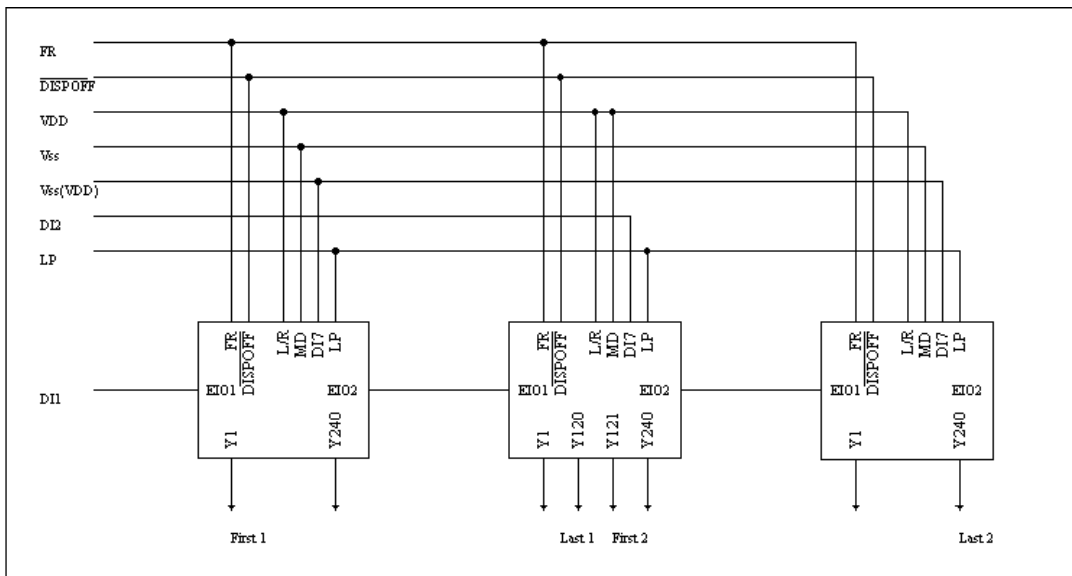 FR
DISPOFF
VDD
Vss
Vss(VDD)
DI2
LP
FR DISPOFF L/R MD DI7 LP
FR DISPOFF L/R MD DI7 LP
FR DISPOFF L/R MD DI7 LP
DI1
EIO1 EIO2
EIO1 EIO2
EIO1 EIO2
Y1 Y240
Y1 Y120 Y121 Y240
Y1 Y240
First 1
Last 1
First 2
Last 2